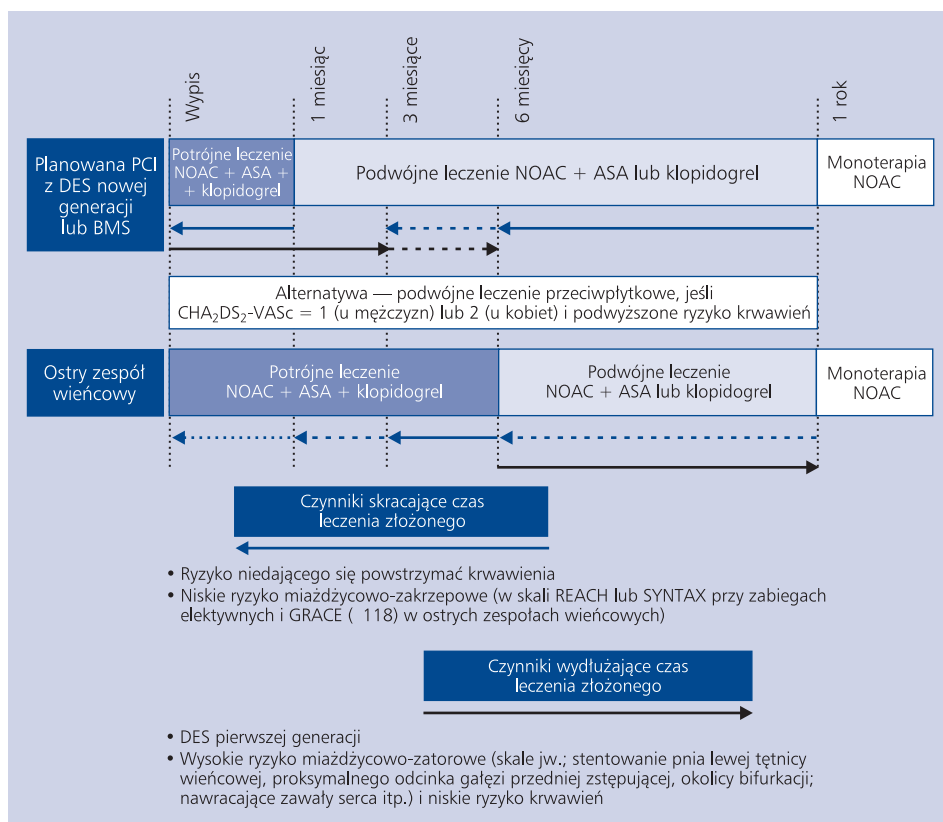 Wypis
1 miesiąc
3 miesiące
6 miesięcy
1 rok
Planowana PCI
z DES nowej
generacji
lub BMS
Potrójne leczenie
NOAC + ASA +
+ klopidogrel
Podwójne leczenie NOAC + ASA lub klopidogrel
Monoterapia
NOAC
Alternatywa — podwójne leczenie przeciwpłytkowe, jeśli
CHA₂DS₂-VASc = 1 (u mężczyzn) lub 2 (u kobiet) i podwyższone ryzyko krwawień
Ostry zespół
wieńcowy
Potrójne leczenie
NOAC + ASA + klopidogrel
Podwójne leczenie
NOAC + ASA lub klopidogrel
Monoterapia
NOAC
Czynniki skracające czas
leczenia złożonego
• Ryzyko niedającego się powstrzymać krwawienia
• Niskie ryzyko miażdżycowo-zakrzepowe (w skali REACH lub SYNTAX przy zabiegach
elektywnych i GRACE ( 118) w ostrych zespołach wieńcowych)
Czynniki wydłużające czas
leczenia złożonego
• DES pierwszej generacji
• Wysokie ryzyko miażdżycowo-zatorowe (skale jw.; stentowanie pnia lewej tętnicy
wieńcowej, proksymalnego odcinka gałęzi przedniej zstępującej, okolicy bifurkacji;
nawracające zawały serca itp.) i niskie ryzyko krwawień